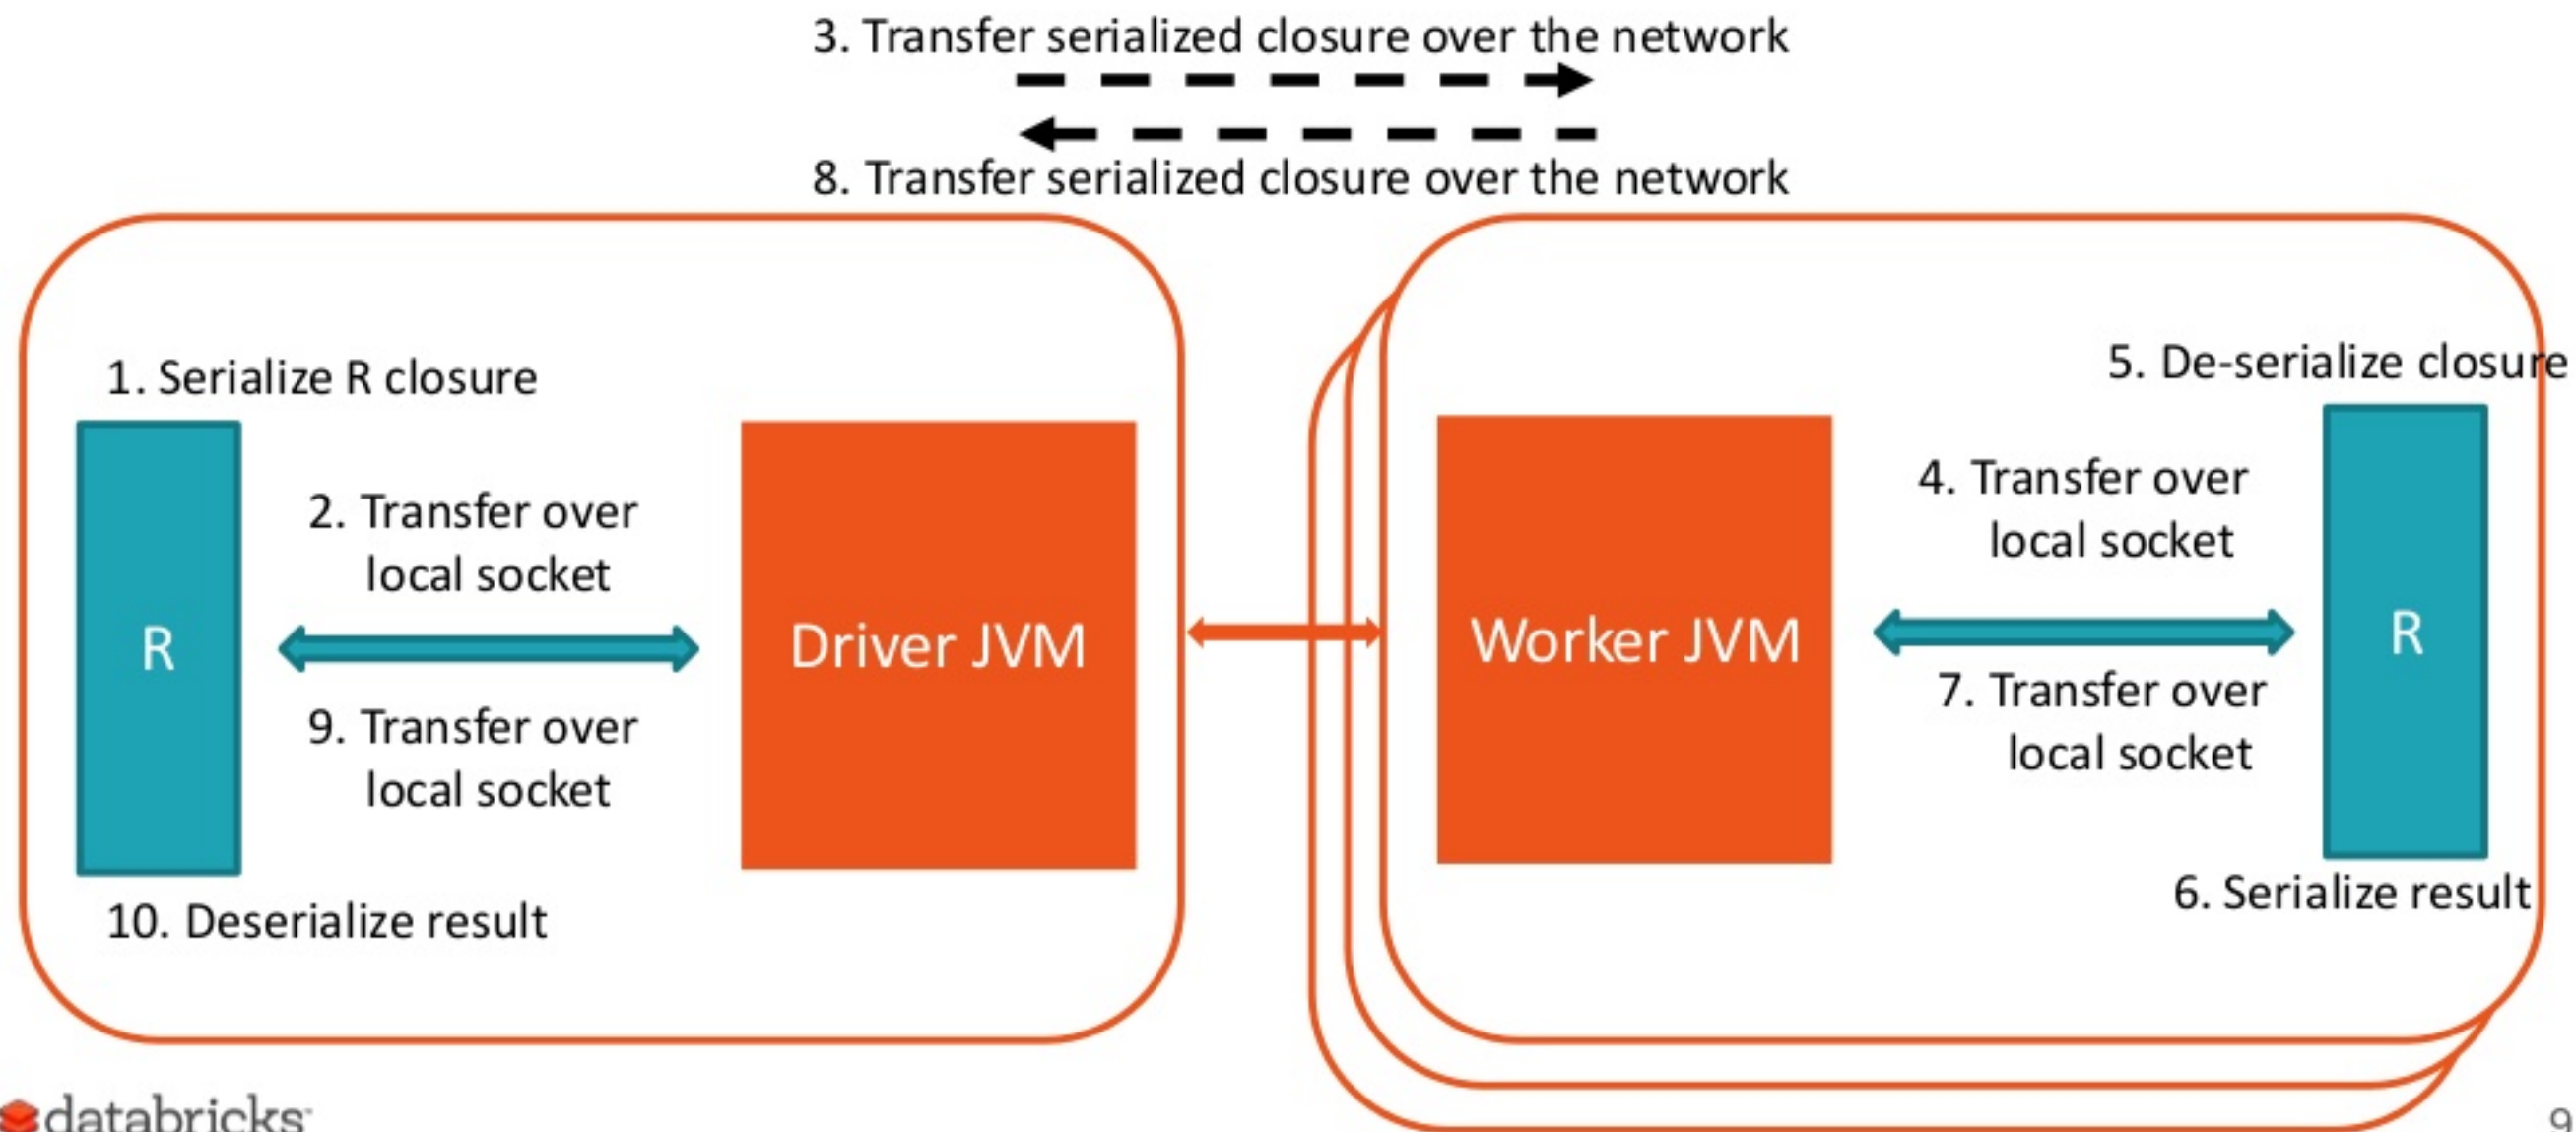 3. Transfer serialized closure over the network
8. Transfer serialized closure over the network
1. Serialize R closure
R
2. Transfer over
local socket
9. Transfer over
local socket
10. Deserialize result
Driver JVM
Worker JVM
5. De-serialize closure
4. Transfer over
local socket
R
7. Transfer over
local socket
6. Serialize result
databricks
9